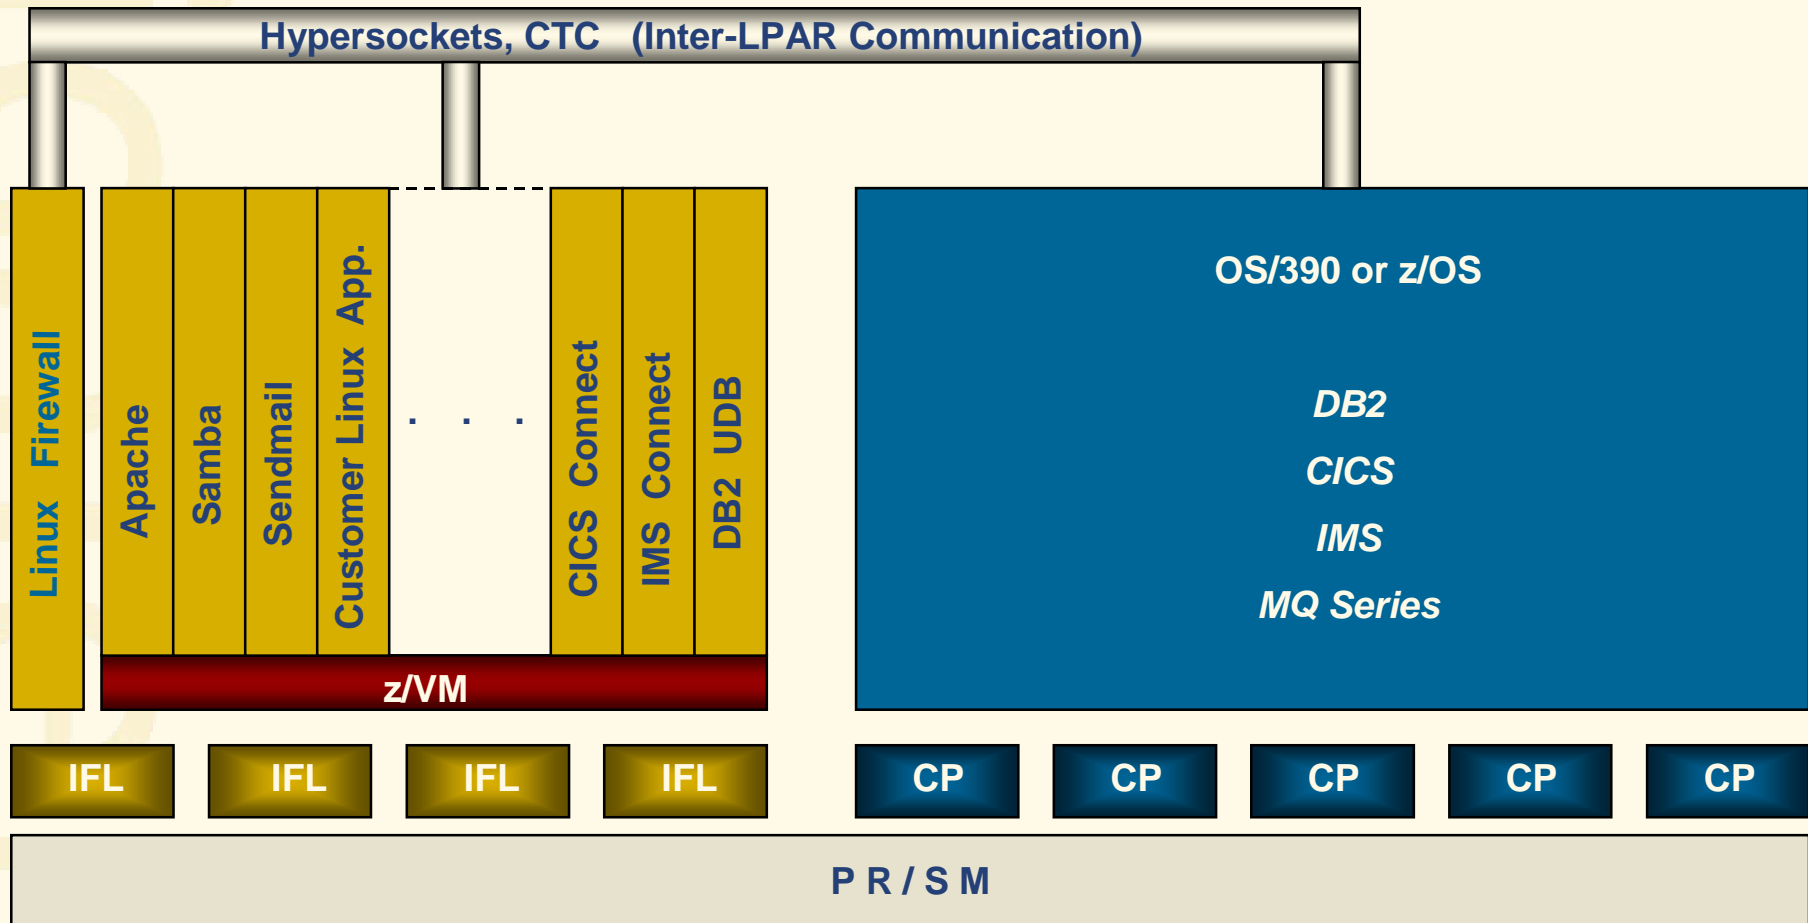 Hypersockets, CTC (Inter-LPAR Communication)
Linux Firewall
Apache
Samba
Sendmail
Customer Linux App.
. . .
CICS Connect
IMS Connect
DB2 UDB
z/VM
OS/390 or z/OS
DB2
CICS
IMS
MQ Series
IFL
IFL
IFL
IFL
CP
CP
CP
CP
CP
PR/SM